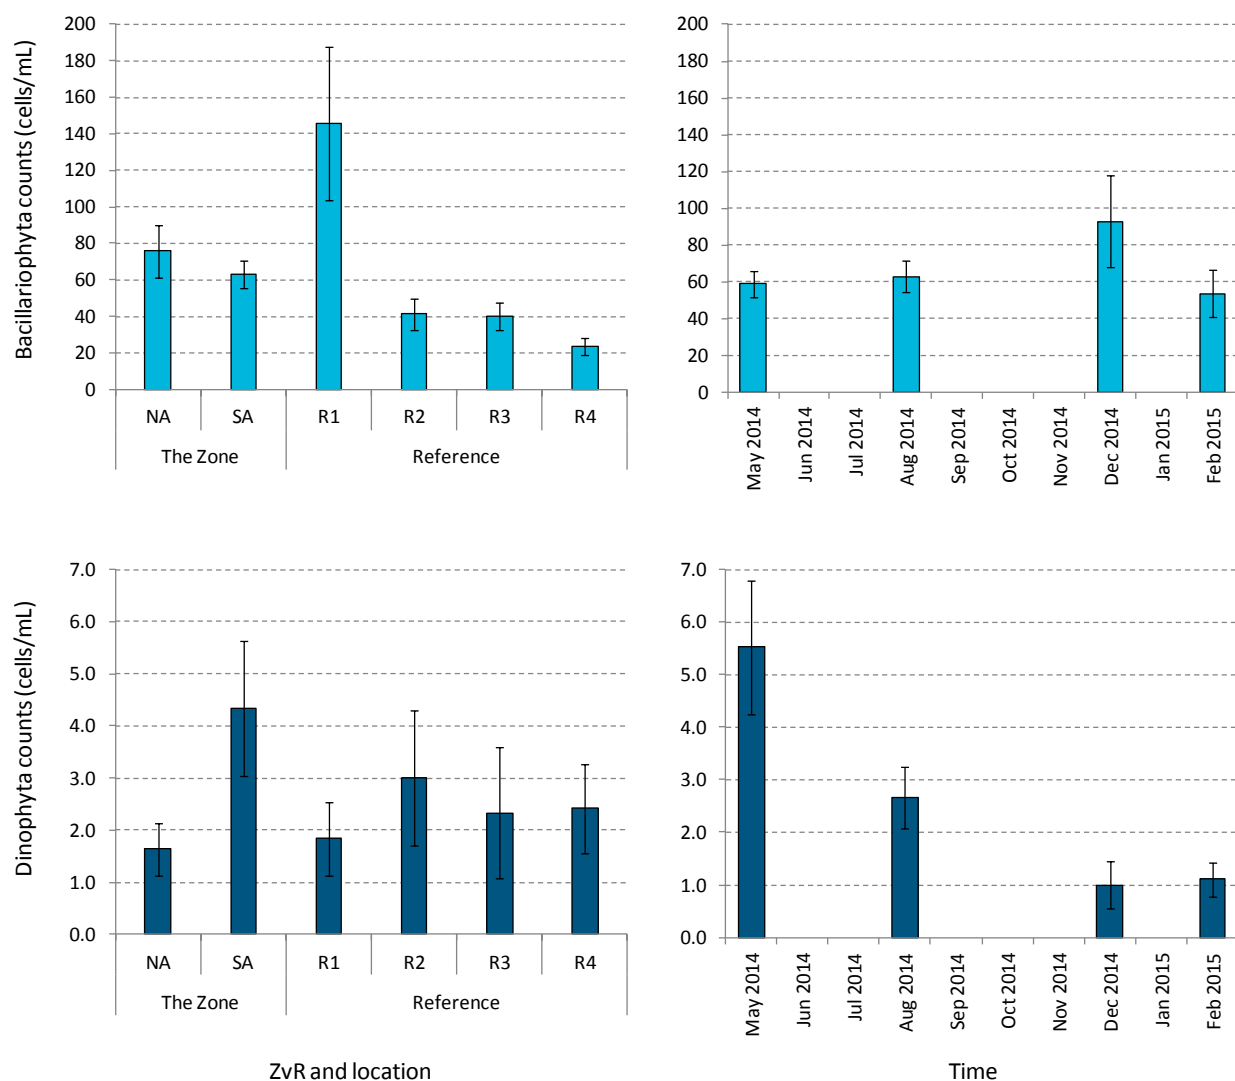 Bacillariophyta counts (cells/mL)
200
180
160
140
120
100
80
60
40
20
0
NA SA R1 R2 R3 R4
The Zone Reference
200
180
160
140
120
100
80
60
40
20
0
May 2014
Jun 2014
Jul 2014
Aug 2014
Sep 2014
Oct 2014
Nov 2014
Dec 2014
Jan 2015
Feb 2015
Dinophyta counts (cells/mL)
7.0
6.0
5.0
4.0
3.0
2.0
1.0
0.0
NA SA R1 R2 R3 R4
The Zone Reference
ZvR and location
7.0
6.0
5.0
4.0
3.0
2.0
1.0
0.0
May 2014
Jun 2014
Jul 2014
Aug 2014
Sep 2014
Oct 2014
Nov 2014
Dec 2014
Jan 2015
Feb 2015
Time